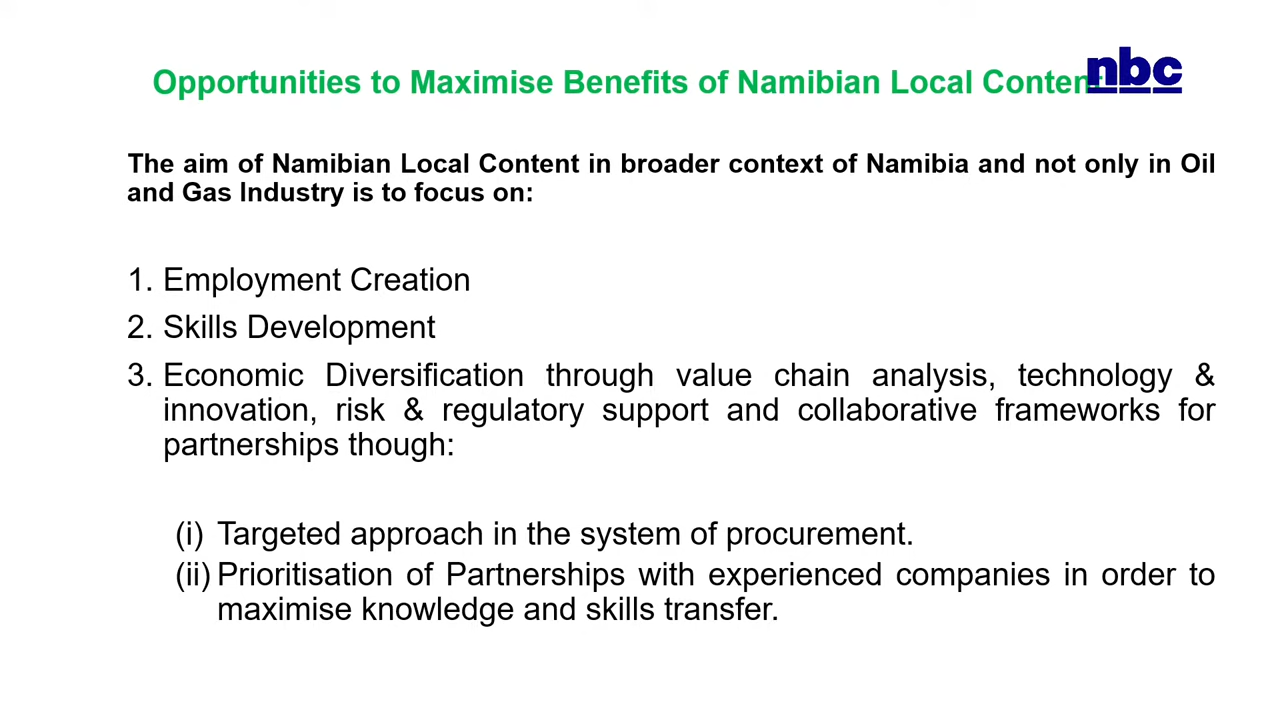 Opportunities to Maximise Benefits of Namibian Local Content
nbc
The aim of Namibian Local Content in broader context of Namibia and not only in Oil
and Gas Industry is to focus on:
1. Employment Creation
2. Skills Development
3. Economic Diversification through value chain analysis, technology &
innovation, risk & regulatory support and collaborative frameworks for
partnerships though:
(i) Targeted approach in the system of procurement.
(ii) Prioritisation of Partnerships with experienced companies in order to
maximise knowledge and skills transfer.